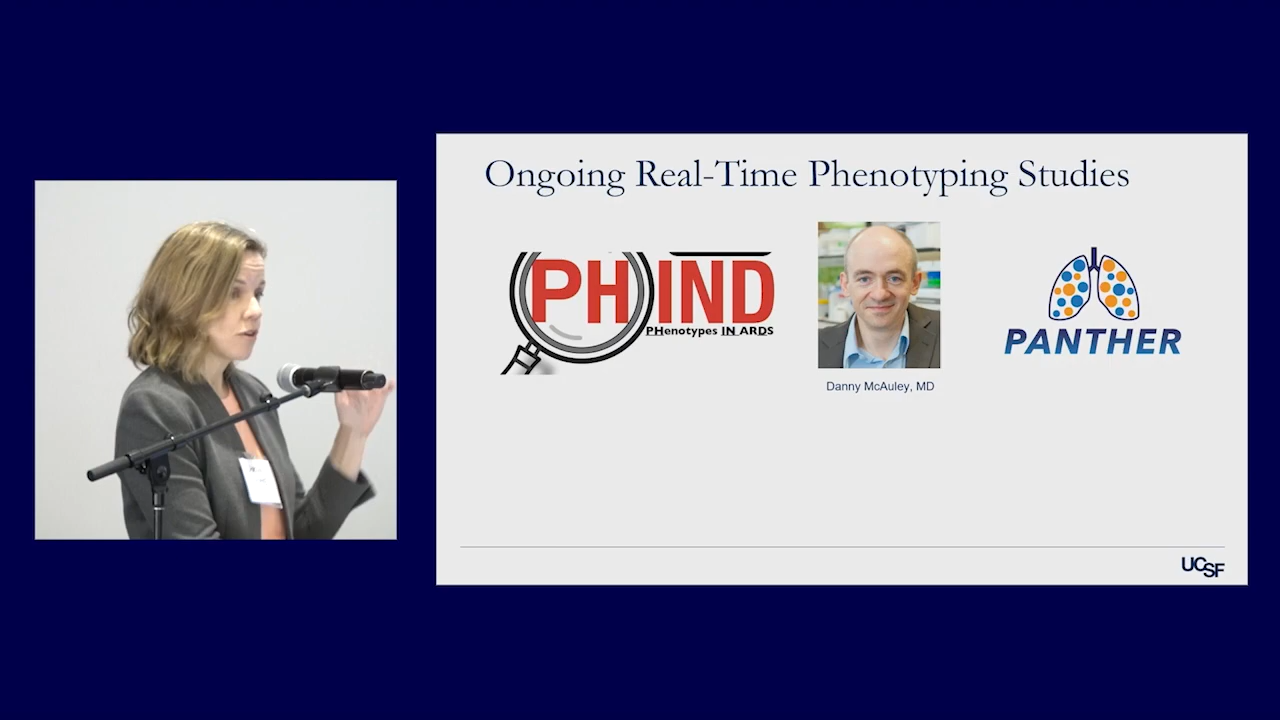 Ongoing Real-Time Phenotyping Studies
PHIND
PHenotypes IN ARDS
Danny McAuley, MD
PANTHER
UCSF